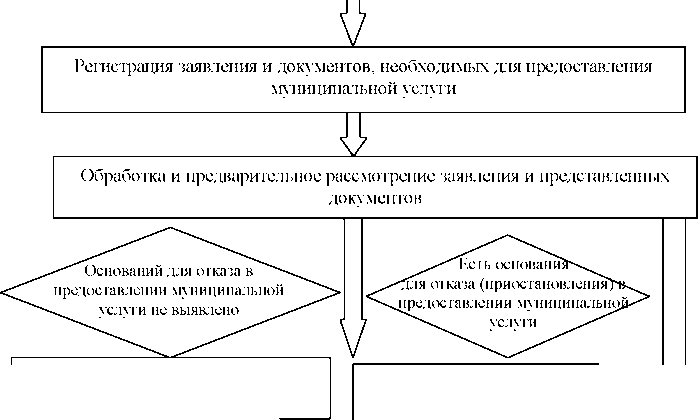 Регистрация заявления и документов, необходимых для предоставления
муниципальной услуги
Обработка и предварительное рассмотрение заявления и представленных
документов
Оснований для отказа в
предоставлении муниципальной
услуги не выявлено
Есть основания
для отказа (приостановления) в
предоставлении муниципальной
услуги